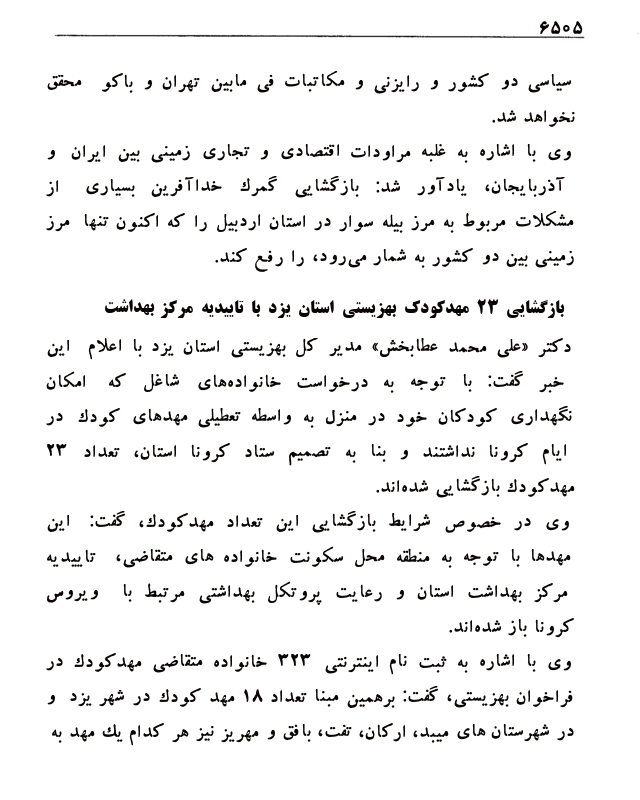 ۶۵۰۵
سیاسی دو کشور و رایزنی و مکاتبات فی مابین تهران و باکو محقق
نخواهد شد.
وی با اشاره به غلبه مراودات اقتصادی و تجاری زمینی بین ایران و
آذربایجان، یادآور شد: بازگشایی گمرك خداآفرین بسیاری از
مشکلات مربوط به مرز بیله سوار در استان اردبیل را که اکنون تنها مرز
زمینی بین دو کشور به شمار می‌رود، را رفع کند.
بازگشایی ۲۳ مهدکودک بهزیستی استان یزد با تاییدیه مرکز بهداشت
دکتر «علی محمد عطابخش» مدیر کل بهزیستی استان یزد با اعلام این
خبر گفت: با توجه به درخواست خانواده‌های شاغل که امکان
نگهداری کودکان خود در منزل به واسطه تعطیلی مهدهای کودك در
ایام کرونا نداشتند و بنا به تصمیم ستاد کرونا استان، تعداد ۲۳
مهدکودك بازگشایی شده‌اند.
وی در خصوص شرایط بازگشایی این تعداد مهدکودك، گفت: این
مهدها با توجه به منطقه محل سکونت خانواده های متقاضی، تاییدیه
مرکز بهداشت استان و رعایت پروتکل بهداشتی مرتبط با ویروس
کرونا باز شده‌اند.
وی با اشاره به ثبت نام اینترنتی ۳۲۳ خانواده متقاضی مهدکودك در
فراخوان بهزیستی، گفت: برهمین مبنا تعداد ۱۸ مهد کودك در شهر یزد و
در شهرستان های میبد، ارکان، تفت، بافق و مهریز نیز هر کدام یك مهد به